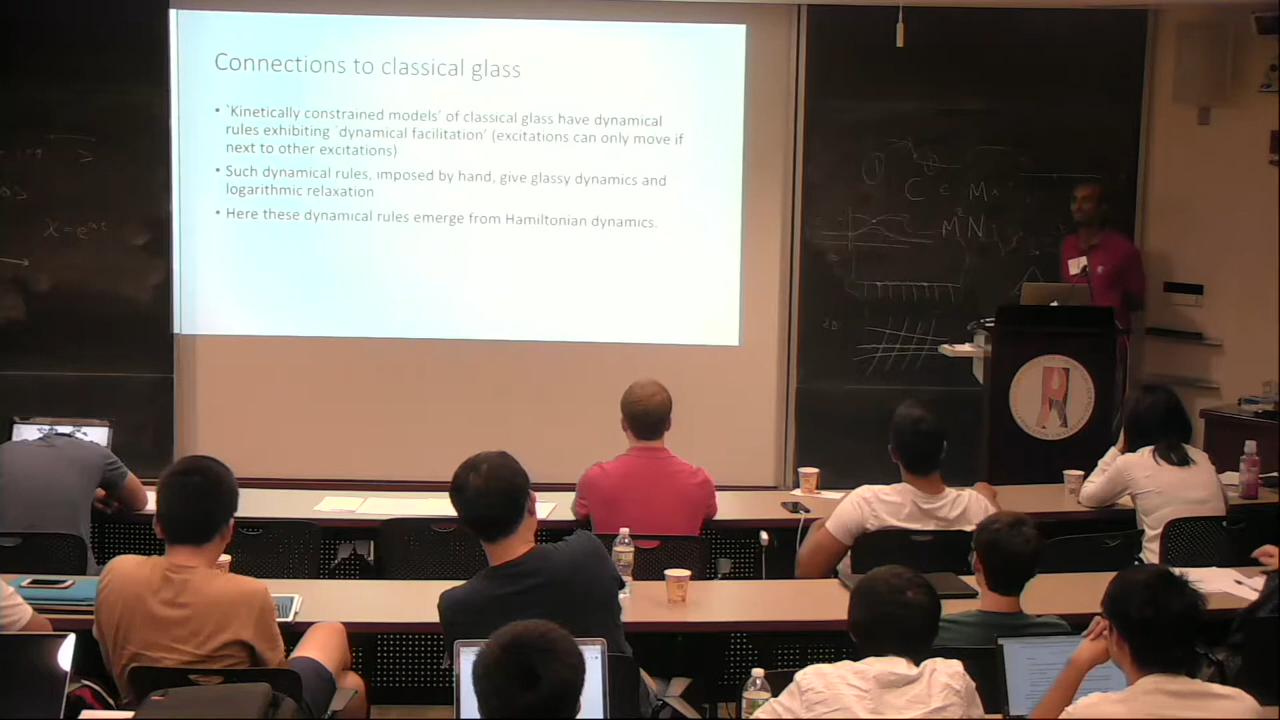 Connections to classical glass
• `Kinetically constrained models' of classical glass have dynamical
rules exhibiting `dynamical facilitation' (excitations can only move if
next to other excitations)
• Such dynamical rules, imposed by hand, give glassy dynamics and
logarithmic relaxation
• Here these dynamical rules emerge from Hamiltonian dynamics.
C ∈ M
M²N
2D